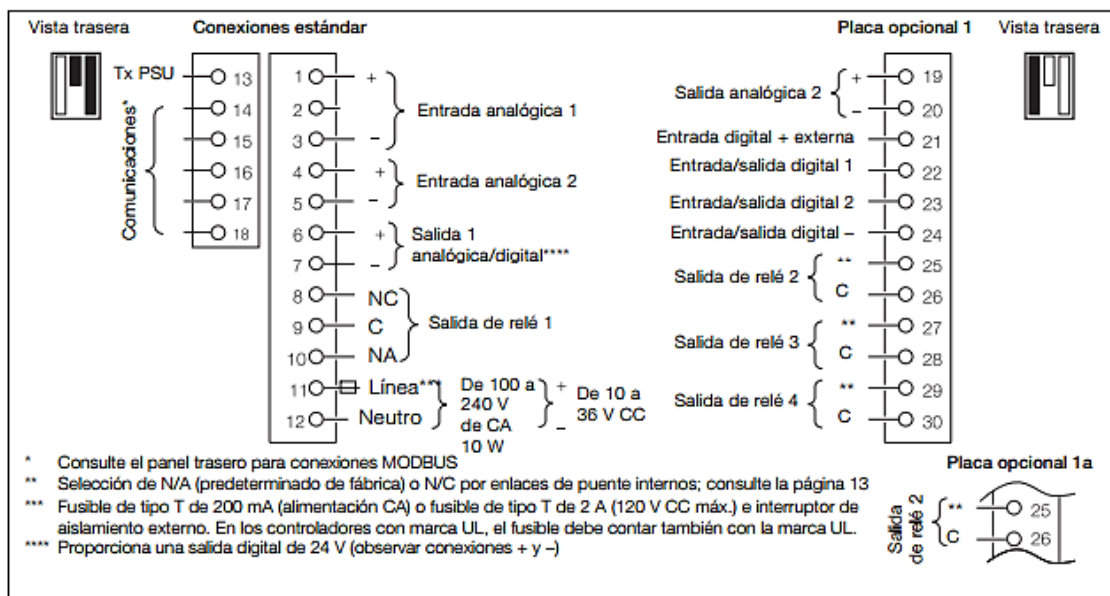 Vista trasera
Conexiones estándar
Placa opcional 1
Vista trasera
Tx PSU
13
Comunicaciones*
14
15
16
17
18
1 +
2
3 –
Entrada analógica 1
4 +
5 –
Entrada analógica 2
6 +
7 –
Salida 1
analógica/digital****
8 NC
9 C
10 NA
Salida de relé 1
11 Línea***
12 Neutro
De 100 a
240 V
de CA
10 W
+
–
De 10 a
36 V CC
Salida analógica 2
+ 19
– 20
Entrada digital + externa 21
Entrada/salida digital 1 22
Entrada/salida digital 2 23
Entrada/salida digital – 24
Salida de relé 2
** 25
C 26
Salida de relé 3
** 27
C 28
Salida de relé 4
** 29
C 30
* Consulte el panel trasero para conexiones MODBUS
** Selección de N/A (predeterminado de fábrica) o N/C por enlaces de puente internos; consulte la página 13
*** Fusible de tipo T de 200 mA (alimentación CA) o fusible de tipo T de 2 A (120 V CC máx.) e interruptor de
aislamiento externo. En los controladores con marca UL, el fusible debe contar también con la marca UL.
**** Proporciona una salida digital de 24 V (observar conexiones + y –)
Placa opcional 1a
Salida
de relé 2
** 25
C 26